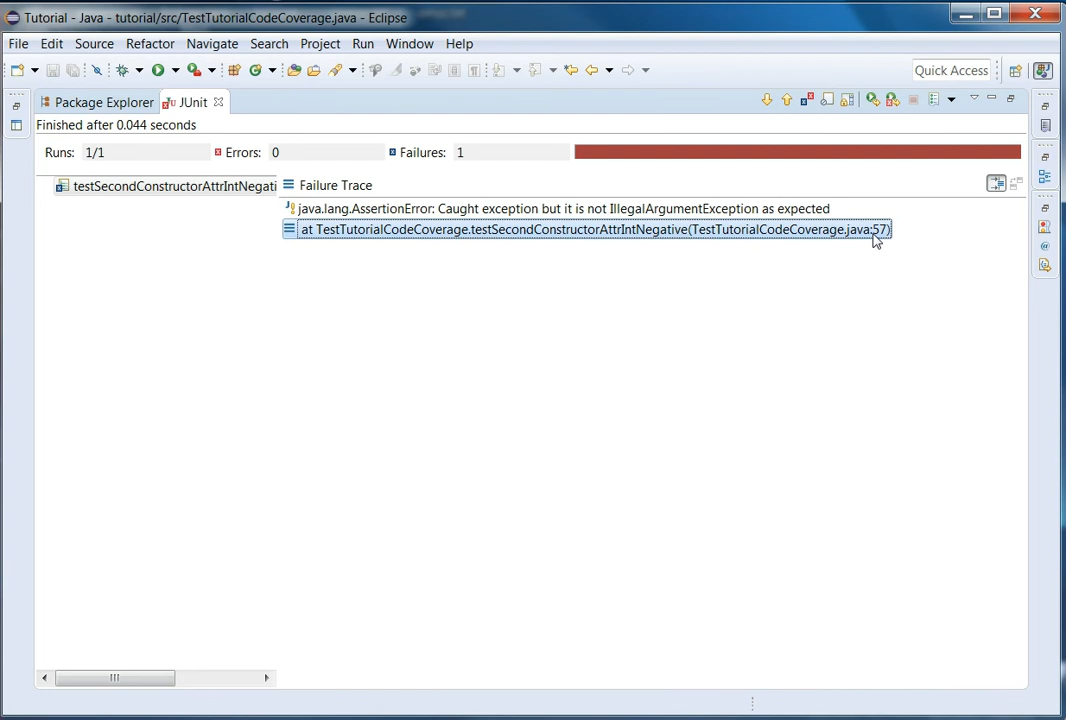 Tutorial - Java - tutorial/src/TestTutorialCodeCoverage.java - Eclipse
File Edit Source Refactor Navigate Search Project Run Window Help
Quick Access
Package Explorer JUnit
Finished after 0.044 seconds
Runs: 1/1 Errors: 0 Failures: 1
testSecondConstructorAttrIntNegati
Failure Trace
java.lang.AssertionError: Caught exception but it is not IllegalArgumentException as expected
at TestTutorialCodeCoverage.testSecondConstructorAttrIntNegative(TestTutorialCodeCoverage.java:57)